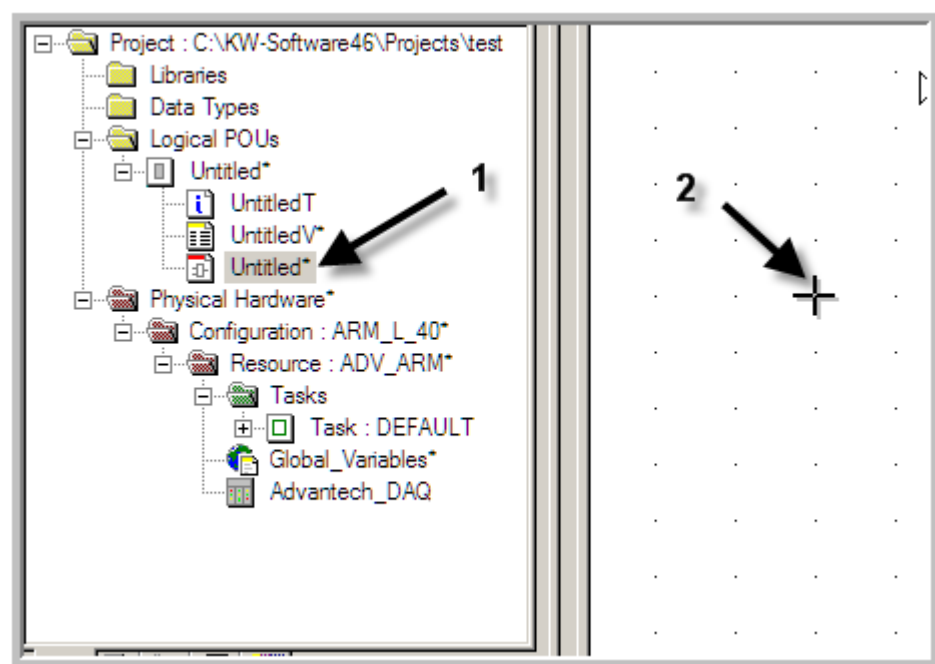 Project : C:\KW-Software46\Projects\test
Libraries
Data Types
Logical POUs
Untitled*
1
UntitledT
2
UntitledV*
Untitled*
Physical Hardware*
Configuration : ARM_L_40*
Resource : ADV_ARM*
Tasks
Task : DEFAULT
Global_Variables*
Advantech_DAQ